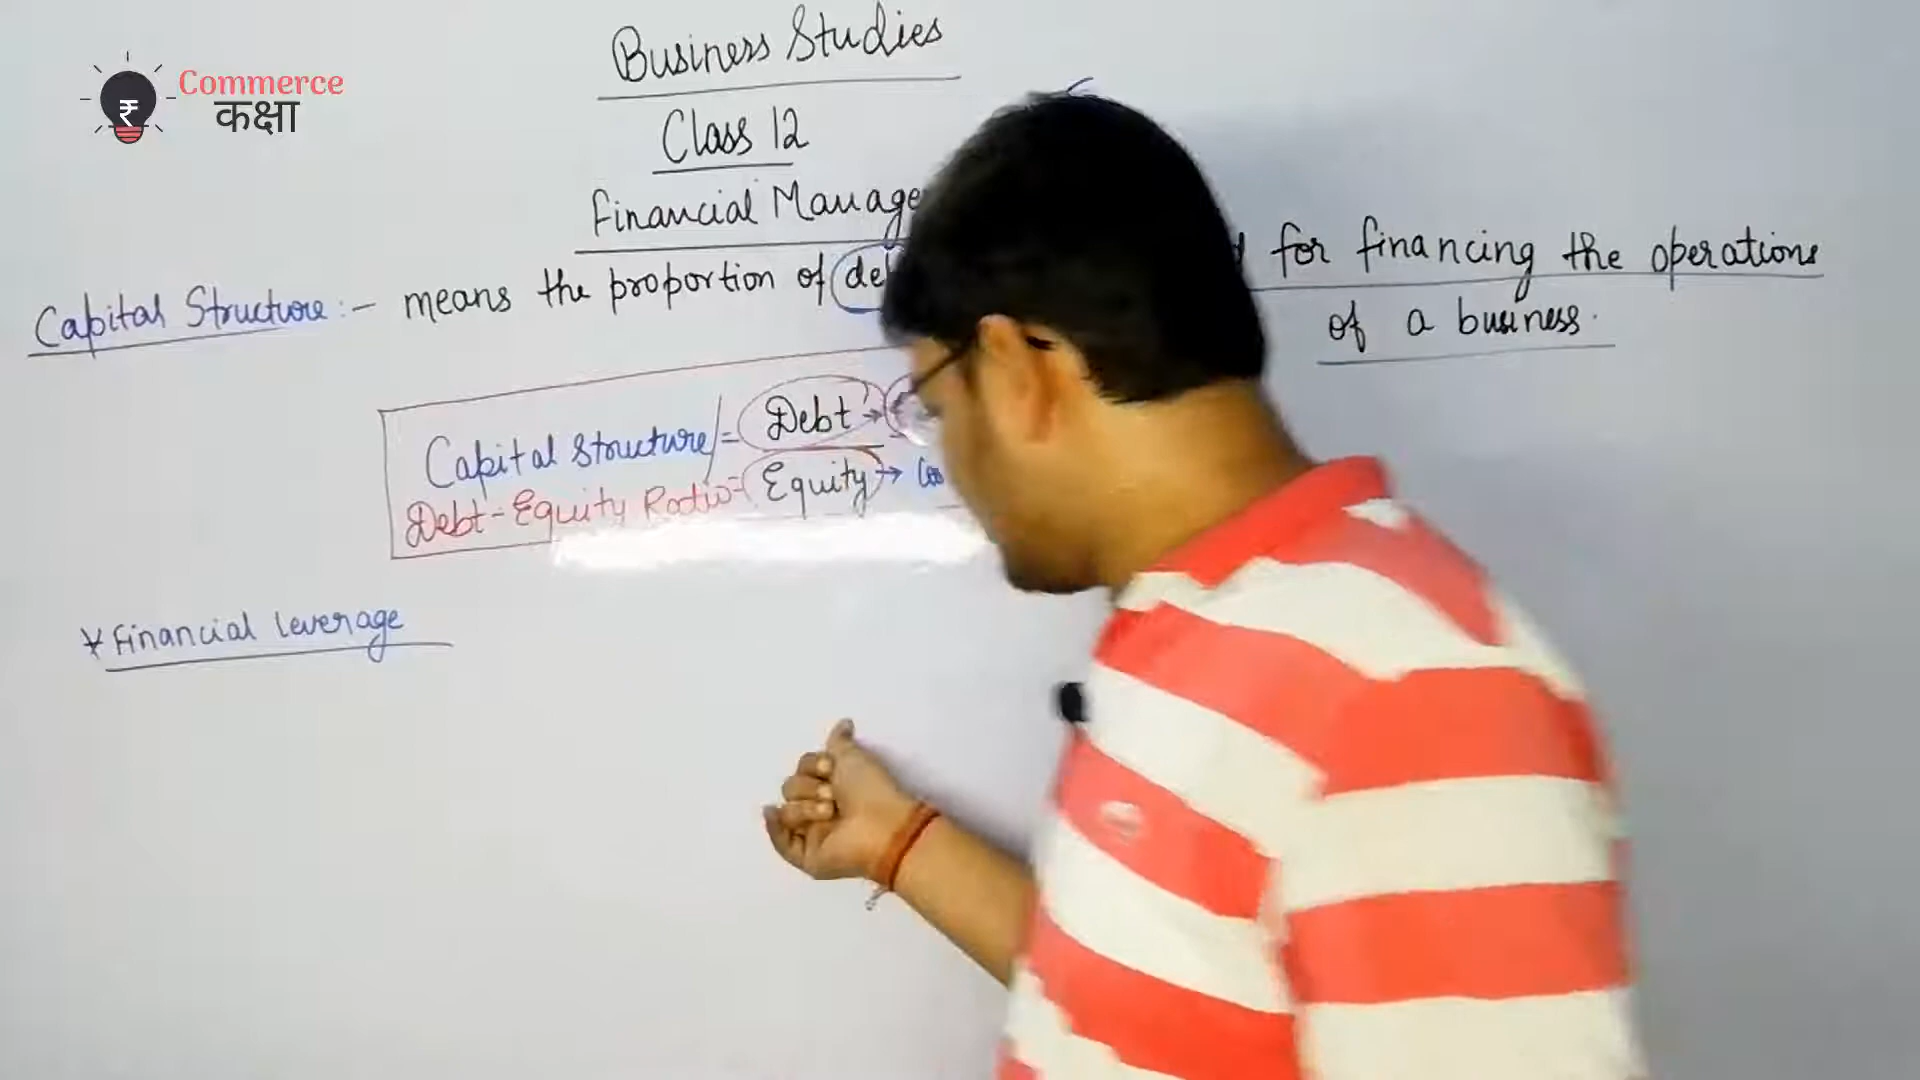 Commerce
कक्षा
Business Studies
Class 12
Financial Manage
Capital Structure :- means the proportion of de for financing the operations
of a business.
Capital Structure / = Debt →
Debt-Equity Ratio = Equity →
* Financial leverage